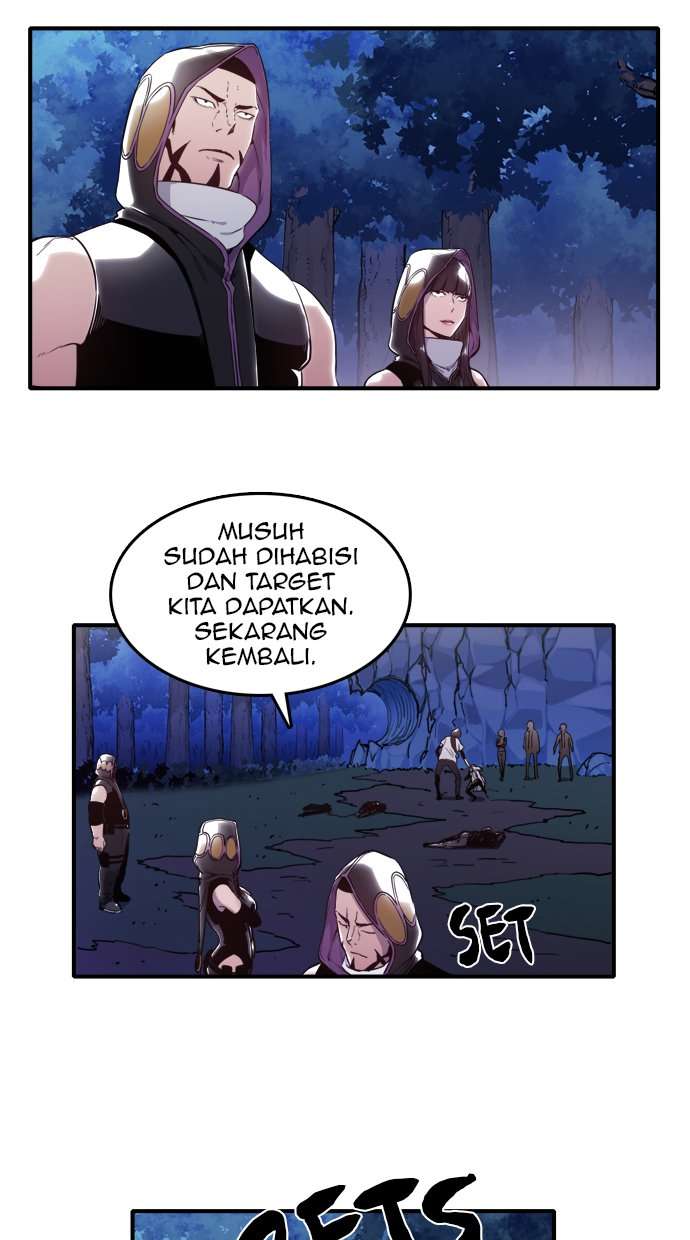 MUSUH
SUDAH DIHABISI
DAN TARGET
KITA DAPATKAN.
SEKARANG
KEMBALI.
SET